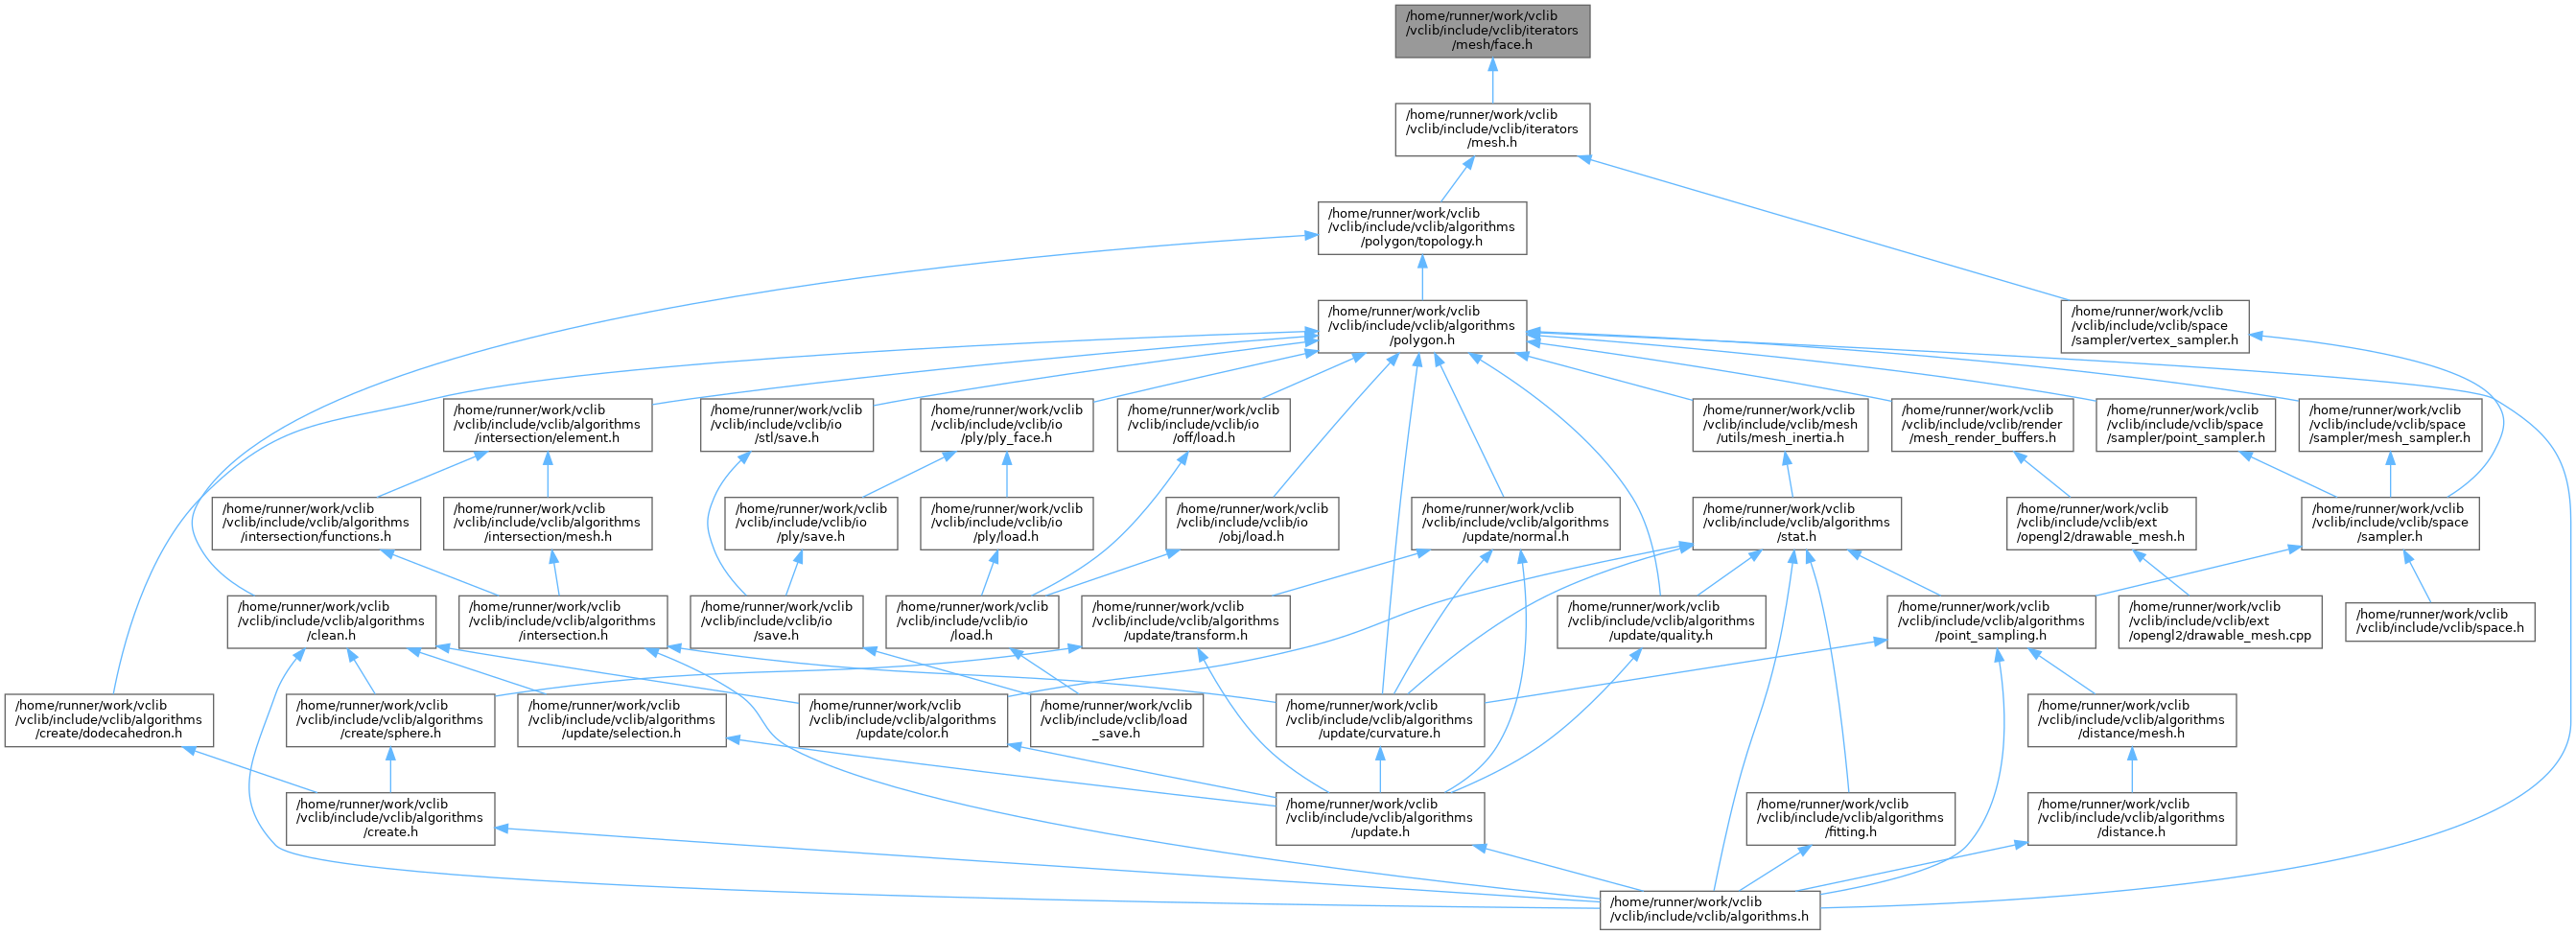 /home/runner/work/vclib
/vclib/include/vclib/iterators
/mesh/face.h
/home/runner/work/vclib
/vclib/include/vclib/iterators
/mesh.h
/home/runner/work/vclib
/vclib/include/vclib/algorithms
/polygon/topology.h
/home/runner/work/vclib
/vclib/include/vclib/algorithms
/polygon.h
/home/runner/work/vclib
/vclib/include/vclib/space
/sampler/vertex_sampler.h
/home/runner/work/vclib
/vclib/include/vclib/algorithms
/intersection/element.h
/home/runner/work/vclib
/vclib/include/vclib/io
/stl/save.h
/home/runner/work/vclib
/vclib/include/vclib/io
/ply/ply_face.h
/home/runner/work/vclib
/vclib/include/vclib/io
/off/load.h
/home/runner/work/vclib
/vclib/include/vclib/mesh
/utils/mesh_inertia.h
/home/runner/work/vclib
/vclib/include/vclib/render
/mesh_render_buffers.h
/home/runner/work/vclib
/vclib/include/vclib/space
/sampler/point_sampler.h
/home/runner/work/vclib
/vclib/include/vclib/space
/sampler/mesh_sampler.h
/home/runner/work/vclib
/vclib/include/vclib/algorithms
/intersection/functions.h
/home/runner/work/vclib
/vclib/include/vclib/algorithms
/intersection/mesh.h
/home/runner/work/vclib
/vclib/include/vclib/io
/ply/save.h
/home/runner/work/vclib
/vclib/include/vclib/io
/ply/load.h
/home/runner/work/vclib
/vclib/include/vclib/io
/obj/load.h
/home/runner/work/vclib
/vclib/include/vclib/algorithms
/update/normal.h
/home/runner/work/vclib
/vclib/include/vclib/algorithms
/stat.h
/home/runner/work/vclib
/vclib/include/vclib/ext
/opengl2/drawable_mesh.h
/home/runner/work/vclib
/vclib/include/vclib/space
/sampler.h
/home/runner/work/vclib
/vclib/include/vclib/algorithms
/clean.h
/home/runner/work/vclib
/vclib/include/vclib/algorithms
/intersection.h
/home/runner/work/vclib
/vclib/include/vclib/io
/save.h
/home/runner/work/vclib
/vclib/include/vclib/io
/load.h
/home/runner/work/vclib
/vclib/include/vclib/algorithms
/update/transform.h
/home/runner/work/vclib
/vclib/include/vclib/algorithms
/update/quality.h
/home/runner/work/vclib
/vclib/include/vclib/algorithms
/point_sampling.h
/home/runner/work/vclib
/vclib/include/vclib/ext
/opengl2/drawable_mesh.cpp
/home/runner/work/vclib
/vclib/include/vclib/space.h
/home/runner/work/vclib
/vclib/include/vclib/algorithms
/create/dodecahedron.h
/home/runner/work/vclib
/vclib/include/vclib/algorithms
/create/sphere.h
/home/runner/work/vclib
/vclib/include/vclib/algorithms
/update/selection.h
/home/runner/work/vclib
/vclib/include/vclib/algorithms
/update/color.h
/home/runner/work/vclib
/vclib/include/vclib/load
_save.h
/home/runner/work/vclib
/vclib/include/vclib/algorithms
/update/curvature.h
/home/runner/work/vclib
/vclib/include/vclib/algorithms
/distance/mesh.h
/home/runner/work/vclib
/vclib/include/vclib/algorithms
/create.h
/home/runner/work/vclib
/vclib/include/vclib/algorithms
/update.h
/home/runner/work/vclib
/vclib/include/vclib/algorithms
/fitting.h
/home/runner/work/vclib
/vclib/include/vclib/algorithms
/distance.h
/home/runner/work/vclib
/vclib/include/vclib/algorithms.h